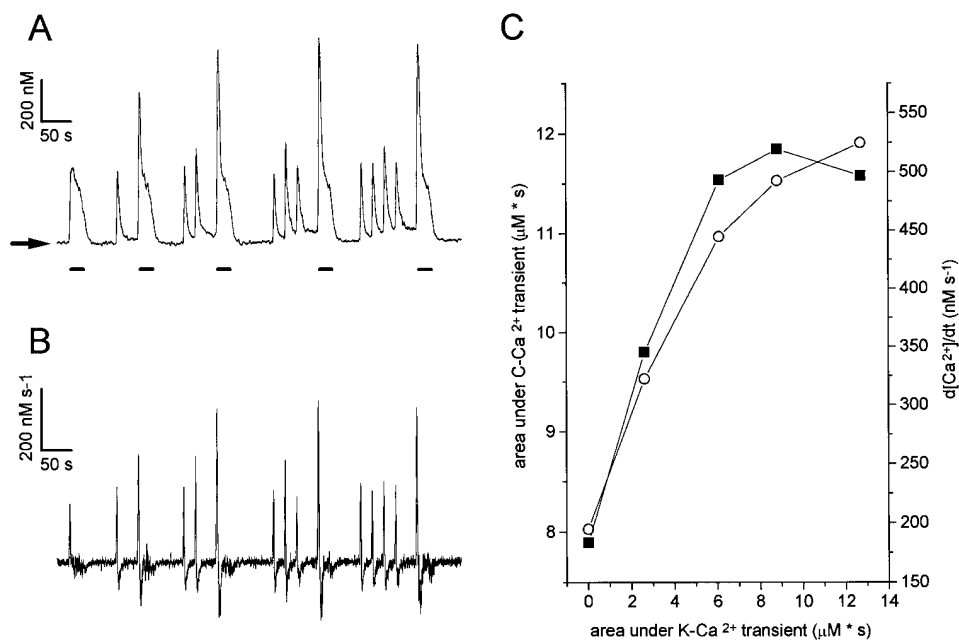 A
200 nM
50 s
B
200 nM s-1
50 s
C
area under C-Ca 2+ transient (μM * s)
12
11
10
9
8
d[Ca 2+]/dt (nM s-1)
550
500
450
400
350
300
250
200
150
0 2 4 6 8 10 12 14
area under K-Ca 2+ transient (μM * s)